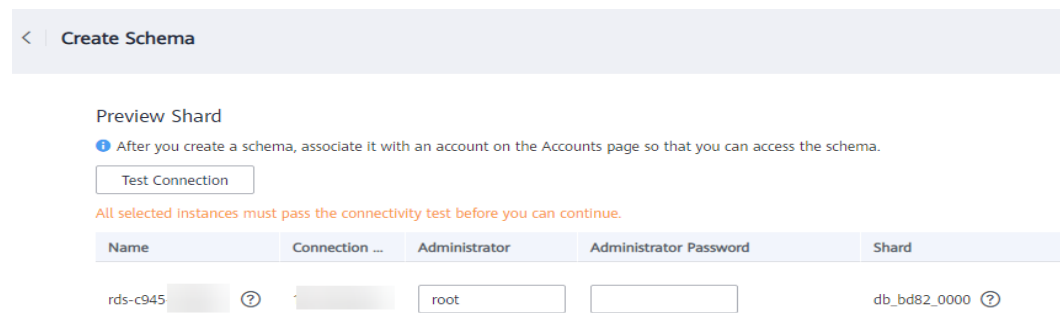 Create Schema
Preview Shard
After you create a schema, associate it with an account on the Accounts page so that you can access the schema.
Test Connection
All selected instances must pass the connectivity test before you can continue.
Name Connection ... Administrator Administrator Password Shard
rds-c945 root db_bd82_0000